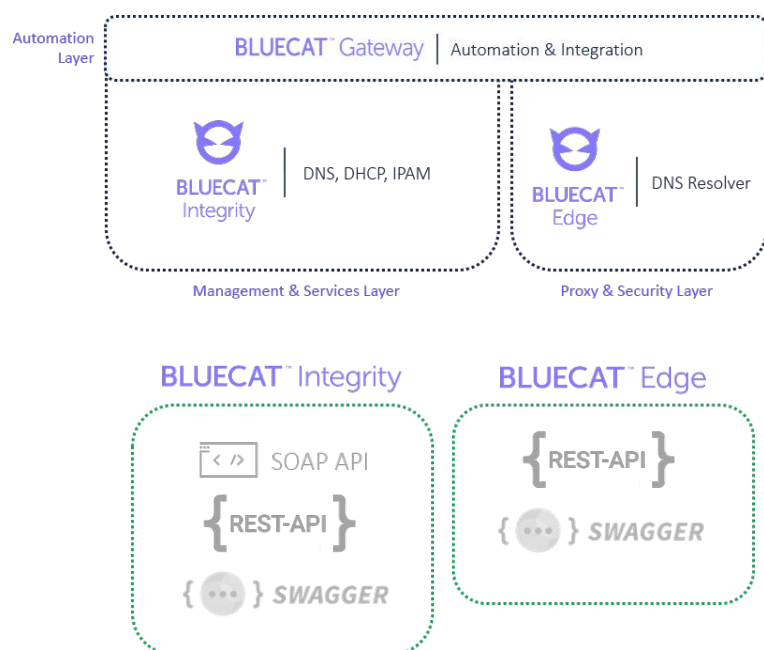 Automation
Layer
BLUECAT™ Gateway
Automation & Integration
BLUECAT™
Integrity
DNS, DHCP, IPAM
BLUECAT™
Edge
DNS Resolver
Management & Services Layer
Proxy & Security Layer
BLUECAT™ Integrity
BLUECAT™ Edge
</> SOAP API
{REST-API}
{...} SWAGGER
{REST-API}
{...} SWAGGER